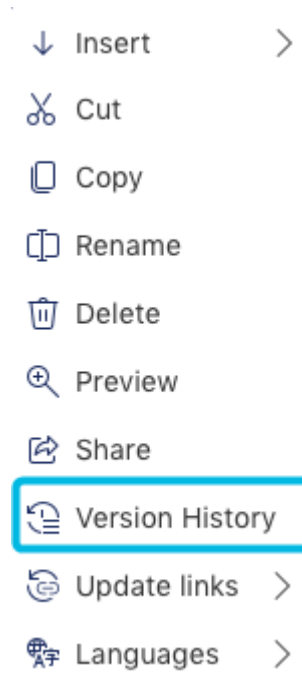 Insert
Cut
Copy
Rename
Delete
Preview
Share
Version History
Update links
Languages